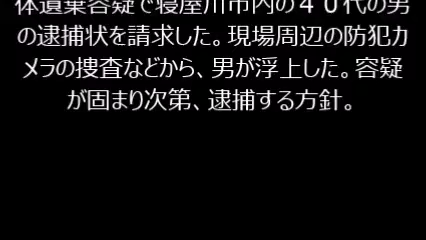 体遺棄容疑で寝屋川市内の４０代の男
の逮捕状を請求した。現場周辺の防犯カ
メラの捜査などから、男が浮上した。容疑
が固まり次第、逮捕する方針。